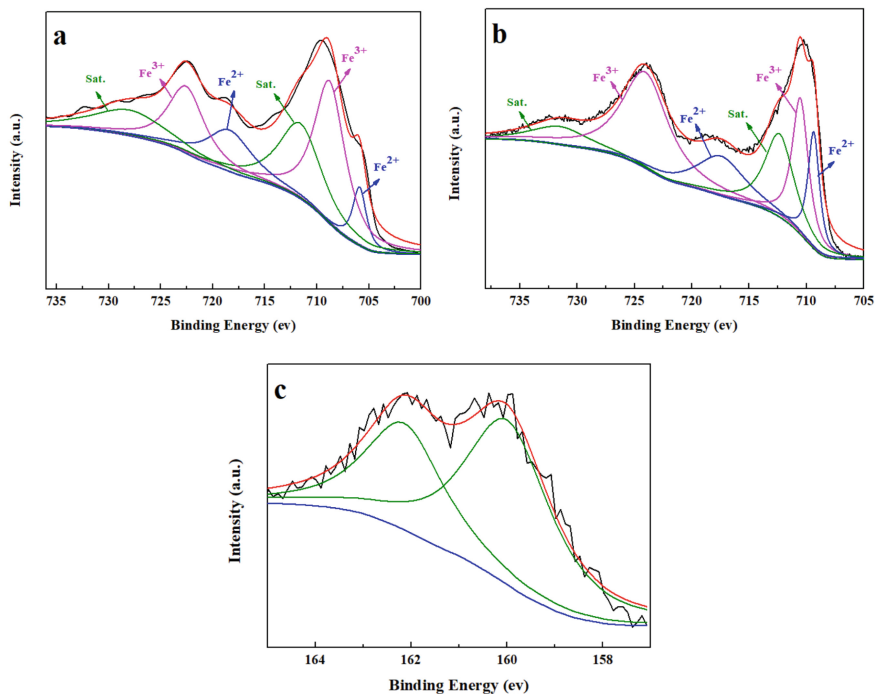 a
Sat.
Fe3+
Fe2+
Sat.
Fe3+
Fe2+
Intensity (a.u.)
735 730 725 720 715 710 705 700
Binding Energy (ev)
b
Sat.
Fe3+
Fe2+
Sat.
Fe3+
Fe2+
Intensity (a.u.)
735 730 725 720 715 710 705
Binding Energy (ev)
c
Intensity (a.u.)
164 162 160 158
Binding Energy (ev)